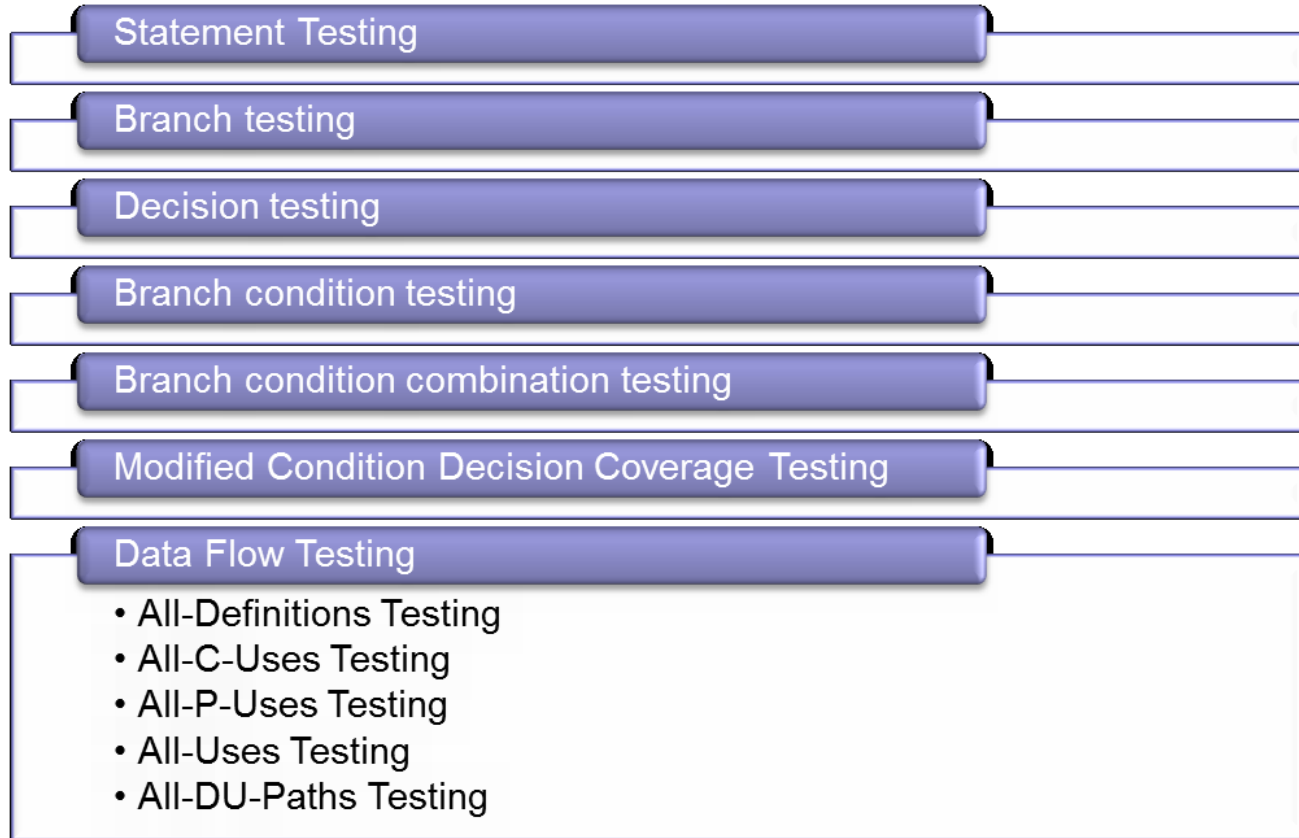 Statement Testing
Branch testing
Decision testing
Branch condition testing
Branch condition combination testing
Modified Condition Decision Coverage Testing
Data Flow Testing
• All-Definitions Testing
• All-C-Uses Testing
• All-P-Uses Testing
• All-Uses Testing
• All-DU-Paths Testing